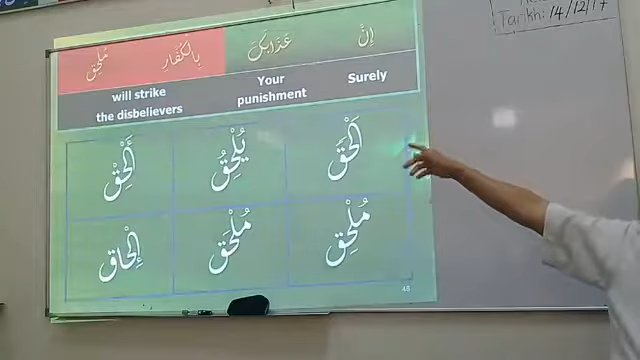 Tarikh: 14/12/17
إِنَّ عَذَابَكَ بِالْكُفَّارِ مُلْحِقٌ
Surely
Your punishment
will strike the disbelievers
أَلْحَقَ يُلْحِقُ أَلْحِقْ
مُلْحِق مُلْحَق إِلْحَاق
48